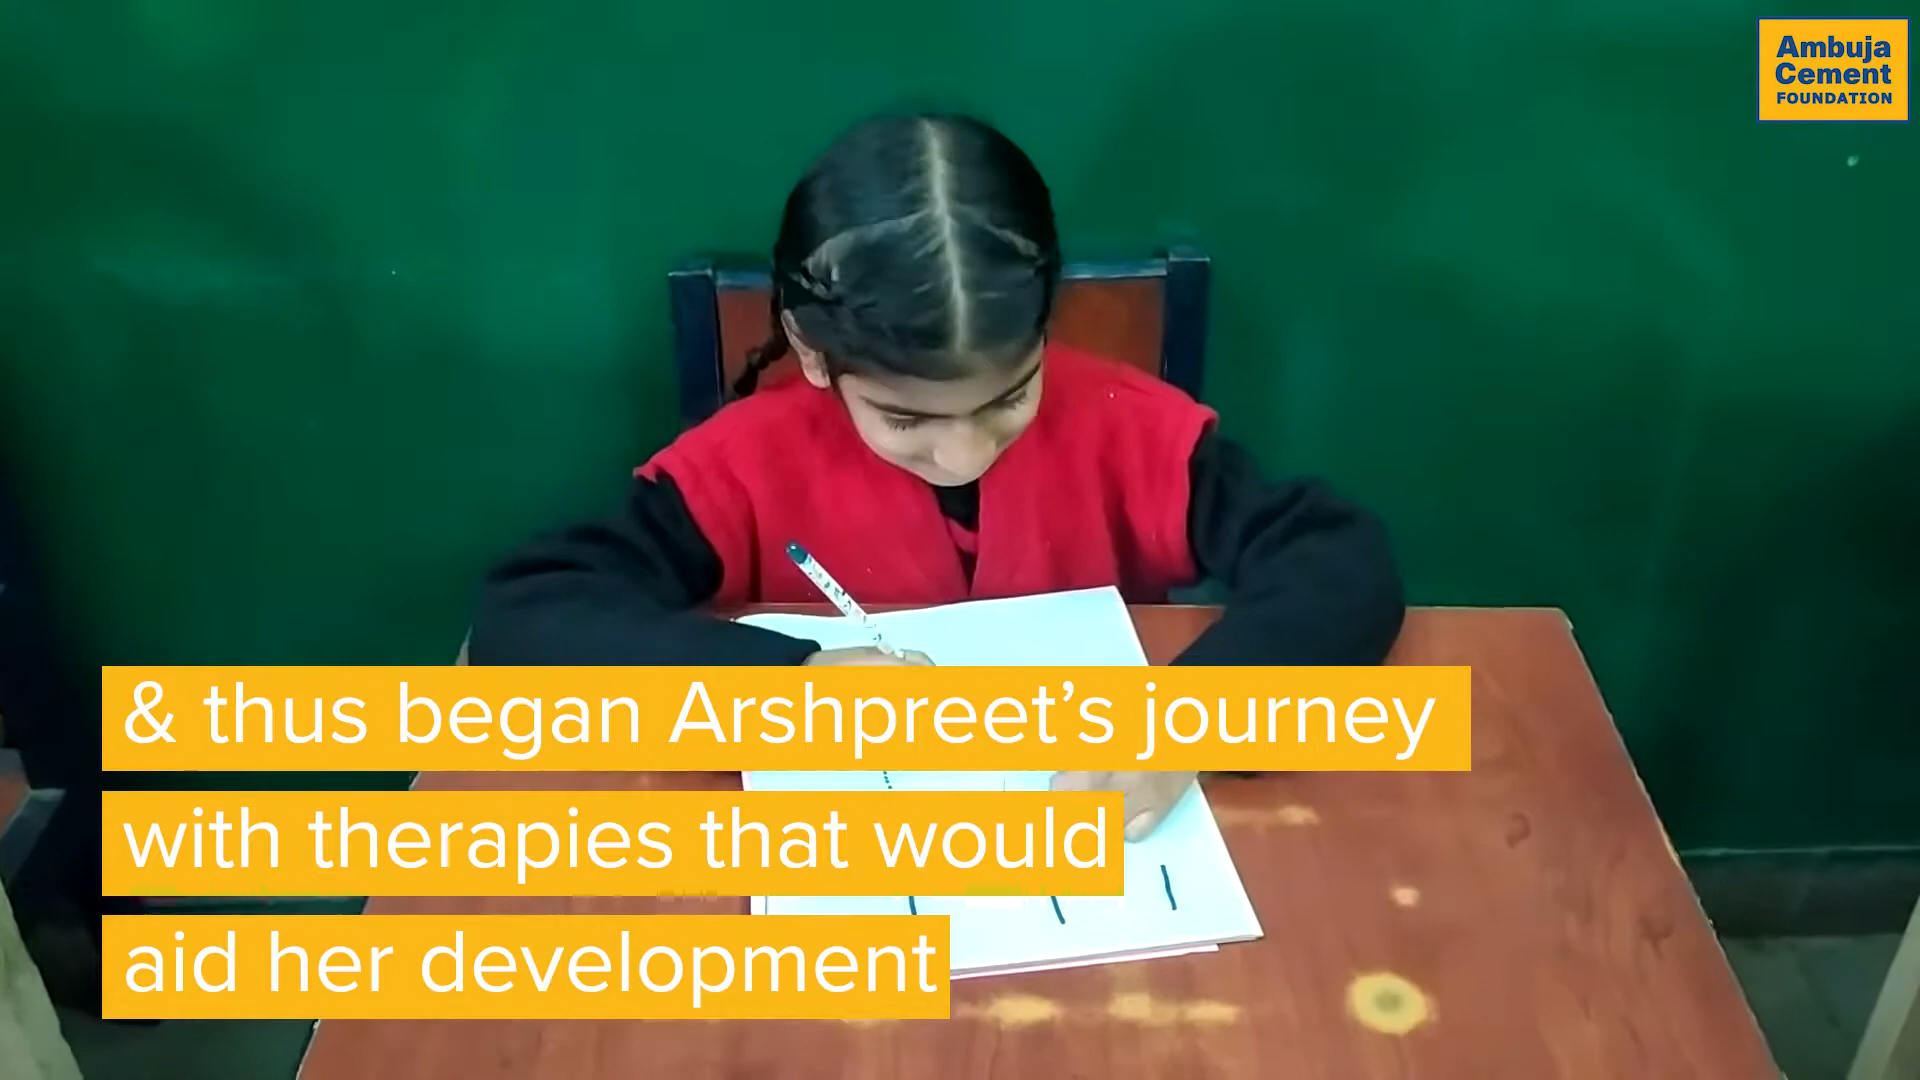 Ambuja
Cement
FOUNDATION
& thus began Arshpreet’s journey
with therapies that would
aid her development